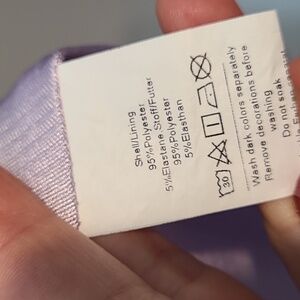 Shell/Lining
95%Polyester
5%Elastane Stoff/Futter
95%Polyester
5%Elasthan
30
Wash dark colors separately
Remove decorations before
washing
Do not soak